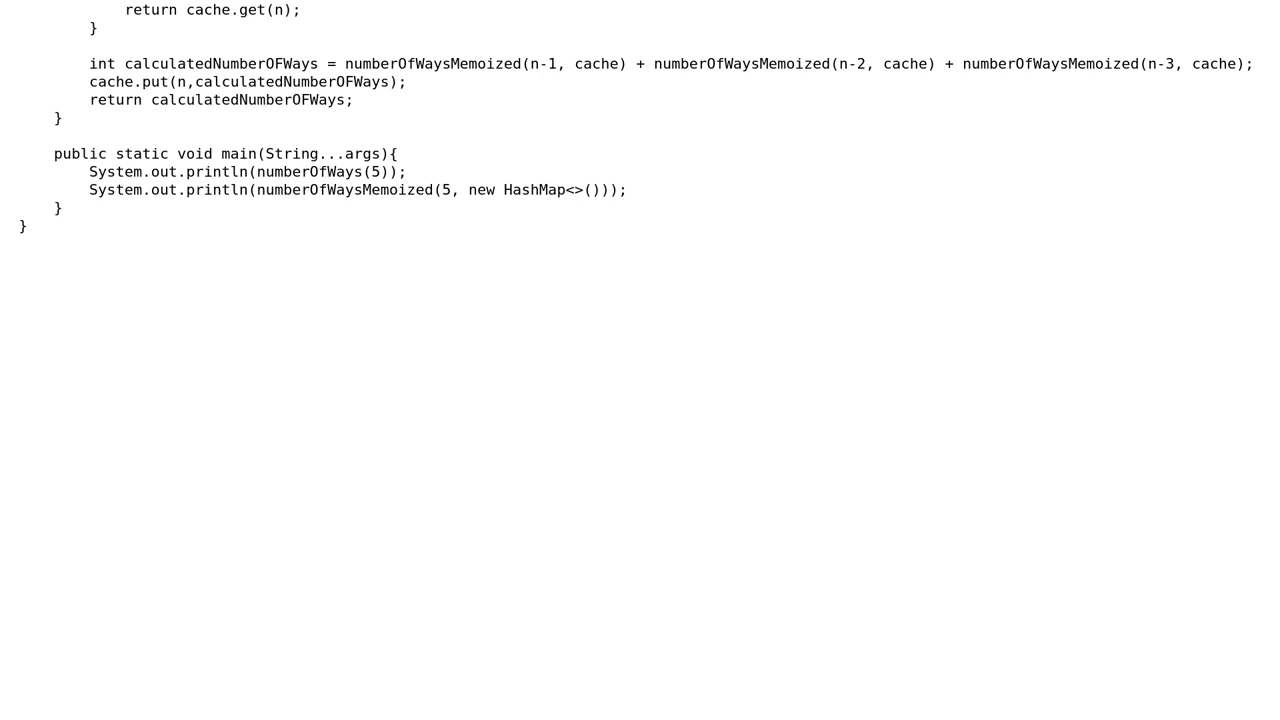 return cache.get(n);
        }

        int calculatedNumberOFWays = numberOfWaysMemoized(n-1, cache) + numberOfWaysMemoized(n-2, cache) + numberOfWaysMemoized(n-3, cache);
        cache.put(n,calculatedNumberOFWays);
        return calculatedNumberOFWays;
    }

    public static void main(String...args){
        System.out.println(numberOfWays(5));
        System.out.println(numberOfWaysMemoized(5, new HashMap<>()));
    }
}